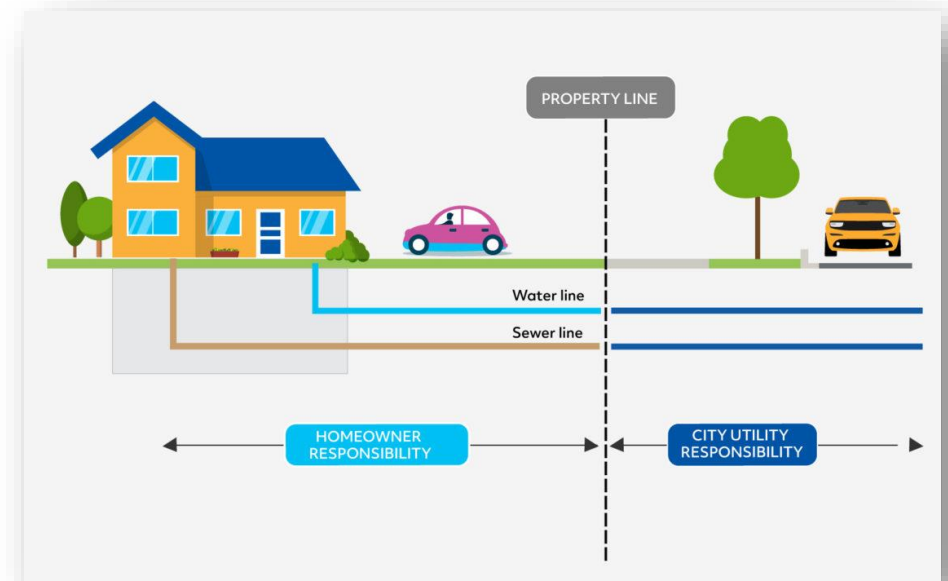 PROPERTY LINE
Water line
Sewer line
HOMEOWNER
RESPONSIBILITY
CITY UTILITY
RESPONSIBILITY